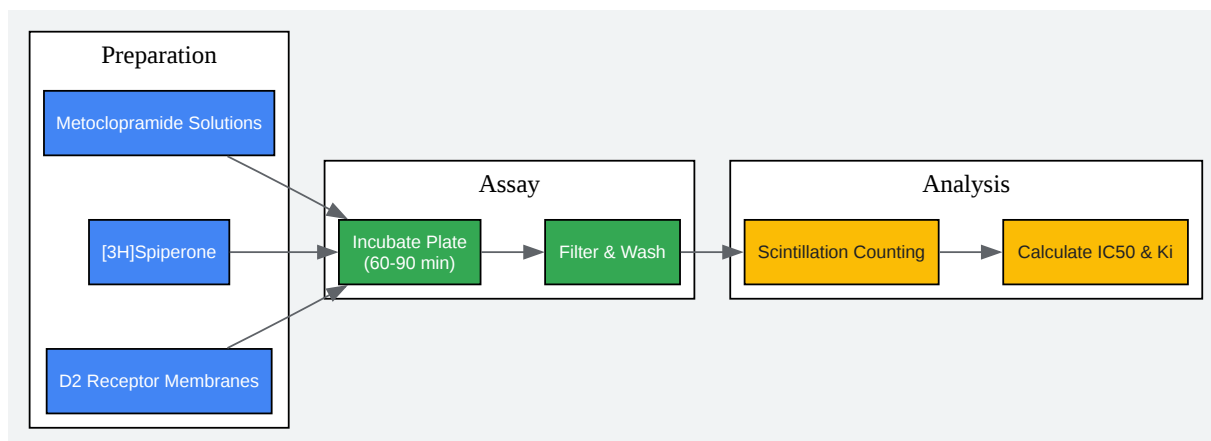 Preparation
Metoclopramide Solutions
[3H]Spiperone
D2 Receptor Membranes
Assay
Incubate Plate
(60-90 min)
Filter & Wash
Analysis
Scintillation Counting
Calculate IC50 & Ki